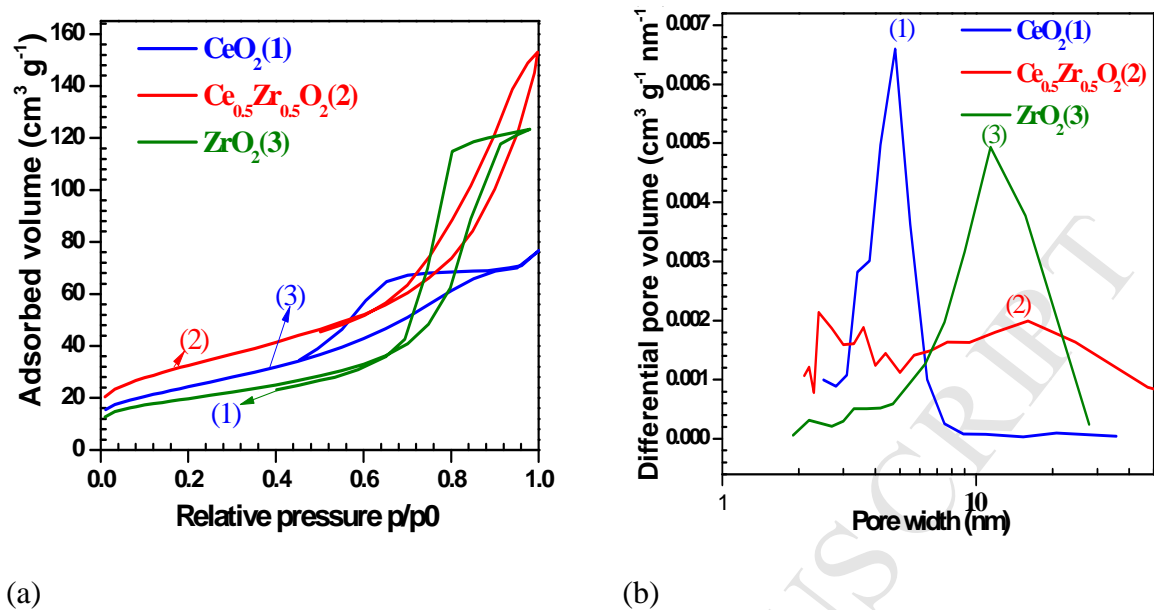 160
140
120
100
80
60
40
20
0
0.0 0.2 0.4 0.6 0.8 1.0
Adsorbed volume (cm³ g⁻¹)
Relative pressure p/p0
CeO₂(1)
Ce₀.₅Zr₀.₅O₂(2)
ZrO₂(3)
(3)
(2)
(1)
(a)
0.007
0.006
0.005
0.004
0.003
0.002
0.001
0.000
1 10
Differential pore volume (cm³ g⁻¹ nm⁻¹)
Pore width (nm)
CeO₂(1)
Ce₀.₅Zr₀.₅O₂(2)
ZrO₂(3)
(1)
(3)
(2)
(b)
NUSCRIPT